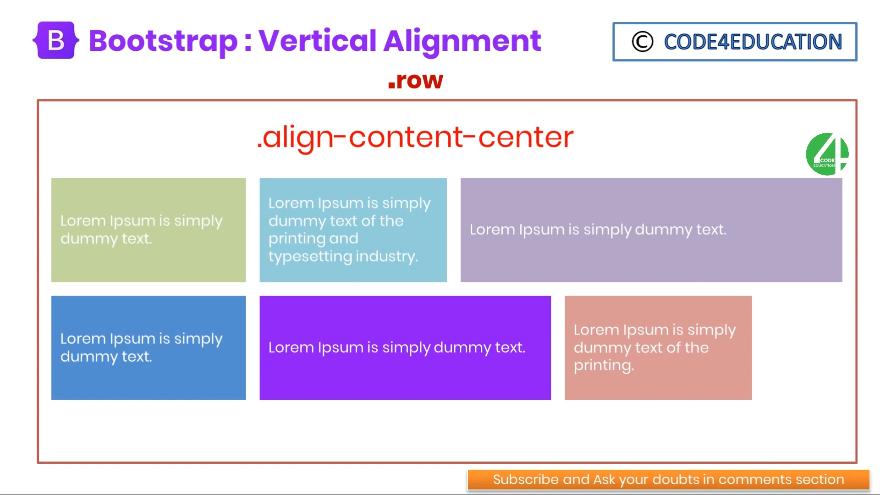 B Bootstrap : Vertical Alignment
© CODE4EDUCATION
.row
.align-content-center
4
CODE
EDUCATION
Lorem Ipsum is simply
dummy text.
Lorem Ipsum is simply
dummy text of the
printing and
typesetting industry.
Lorem Ipsum is simply dummy text.
Lorem Ipsum is simply
dummy text.
Lorem Ipsum is simply dummy text.
Lorem Ipsum is simply
dummy text of the
printing.
Subscribe and Ask your doubts in comments section